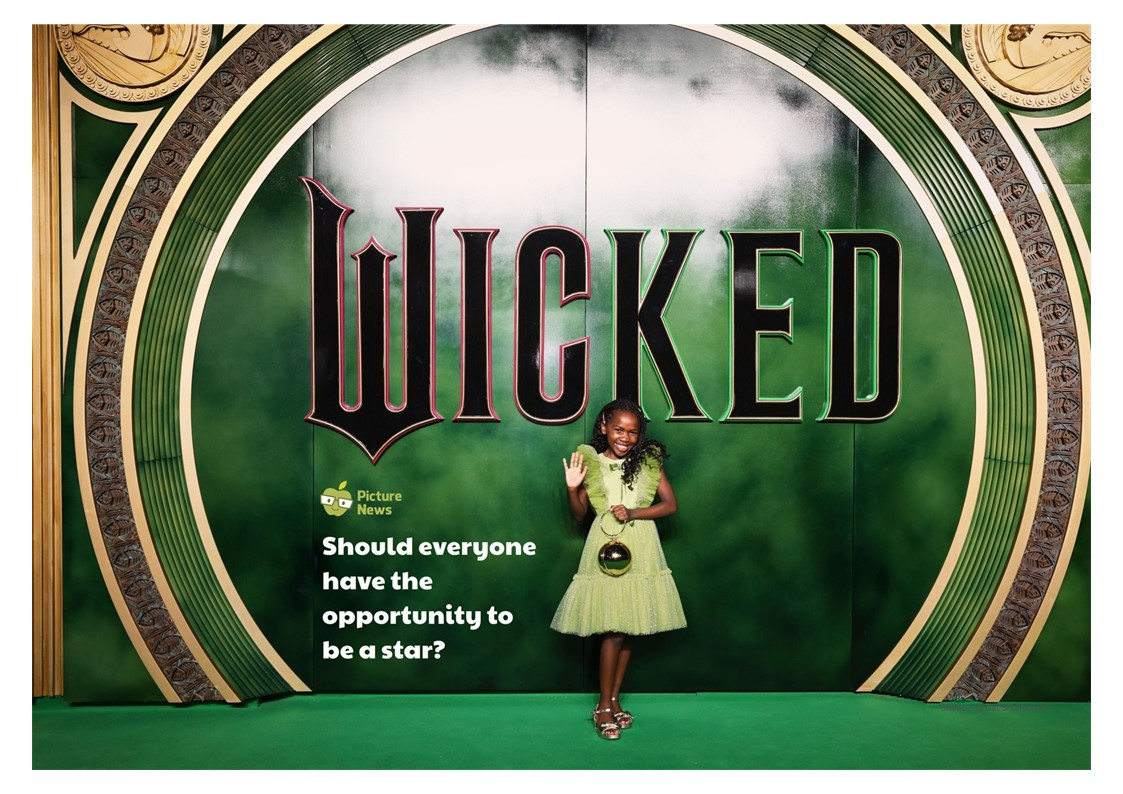 WICKED
Picture
News
Should everyone
have the
opportunity to
be a star?